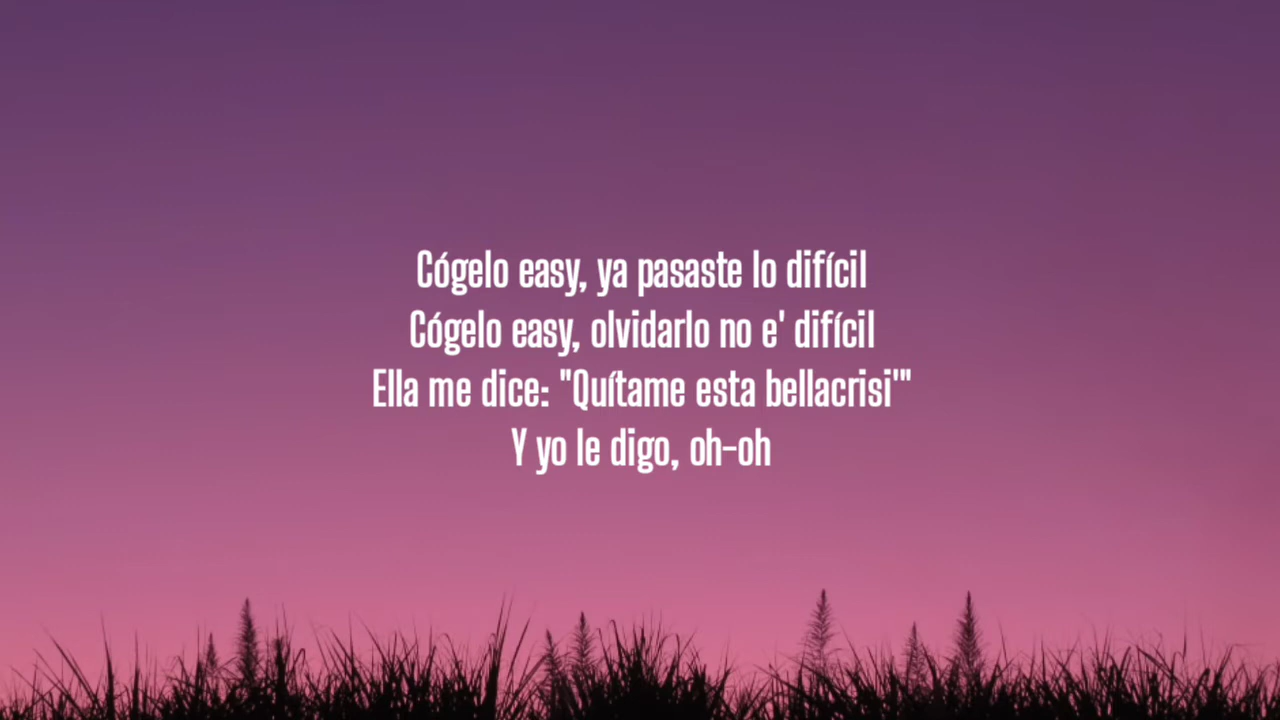 Cógelo easy, ya pasaste lo difícil
Cógelo easy, olvidarlo no e' difícil
Ella me dice: "Quítame esta bellacrisi'"
Y yo le digo, oh-oh